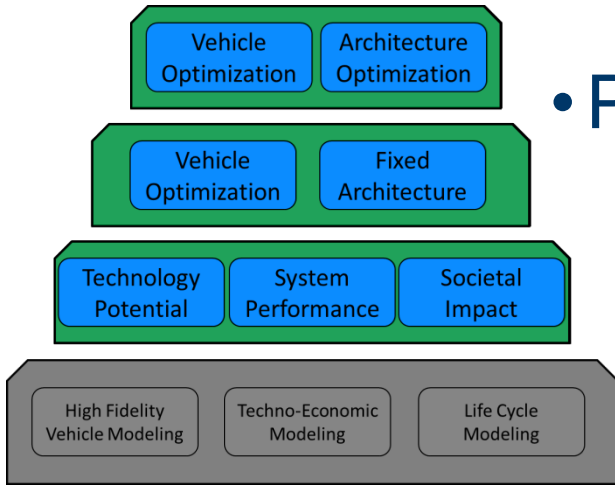 Vehicle
Optimization
Architecture
Optimization
• F
Vehicle
Optimization
Fixed
Architecture
Technology
Potential
System
Performance
Societal
Impact
High Fidelity
Vehicle Modeling
Techno-Economic
Modeling
Life Cycle
Modeling